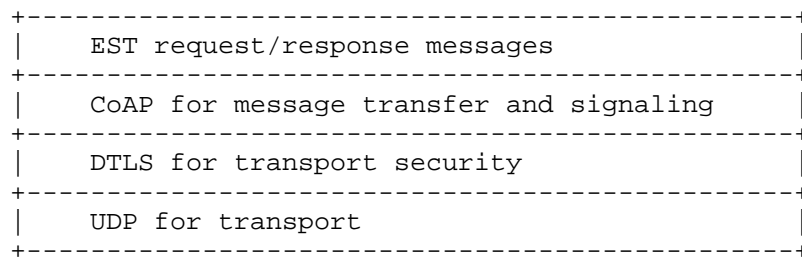 +------------------------------------------------+
|    EST request/response messages               |
+------------------------------------------------+
|    CoAP for message transfer and signaling     |
+------------------------------------------------+
|    DTLS for transport security                 |
+------------------------------------------------+
|    UDP for transport                           |
+------------------------------------------------+